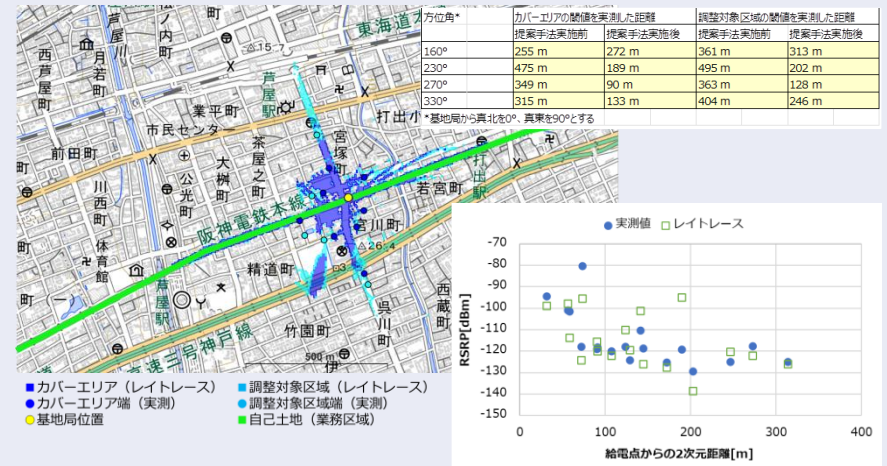 方位角* カバーエリアの閾値を実測した距離 調整対象区域の閾値を実測した距離
提案手法実施前 提案手法実施後 提案手法実施前 提案手法実施後
160° 255 m 272 m 361 m 313 m
230° 475 m 189 m 495 m 202 m
270° 349 m 90 m 363 m 128 m
330° 315 m 133 m 404 m 246 m
*基地局から真北を0°、真東を90°とする
芦屋川
西芦屋町
月若町
東海道本
芦屋駅
業平町
市民センター
前田町
川西町
公光町
大桝町
茶屋之町
宮塚町
打出小
若宮町
打出駅
阪神電鉄本線
宮川町
26.4
体育館
精道町
芦屋駅
竹園町
呉川町
西蔵町
高速三号神戸線
500 m
伊
■カバーエリア（レイトレース）
●カバーエリア端（実測）
●基地局位置
■調整対象区域（レイトレース）
●調整対象区域端（実測）
■自己土地（業務区域）
実測値 レイトレース
RSRP[dBm]
-70
-80
-90
-100
-110
-120
-130
-140
-150
0 100 200 300 400
給電点からの2次元距離[m]